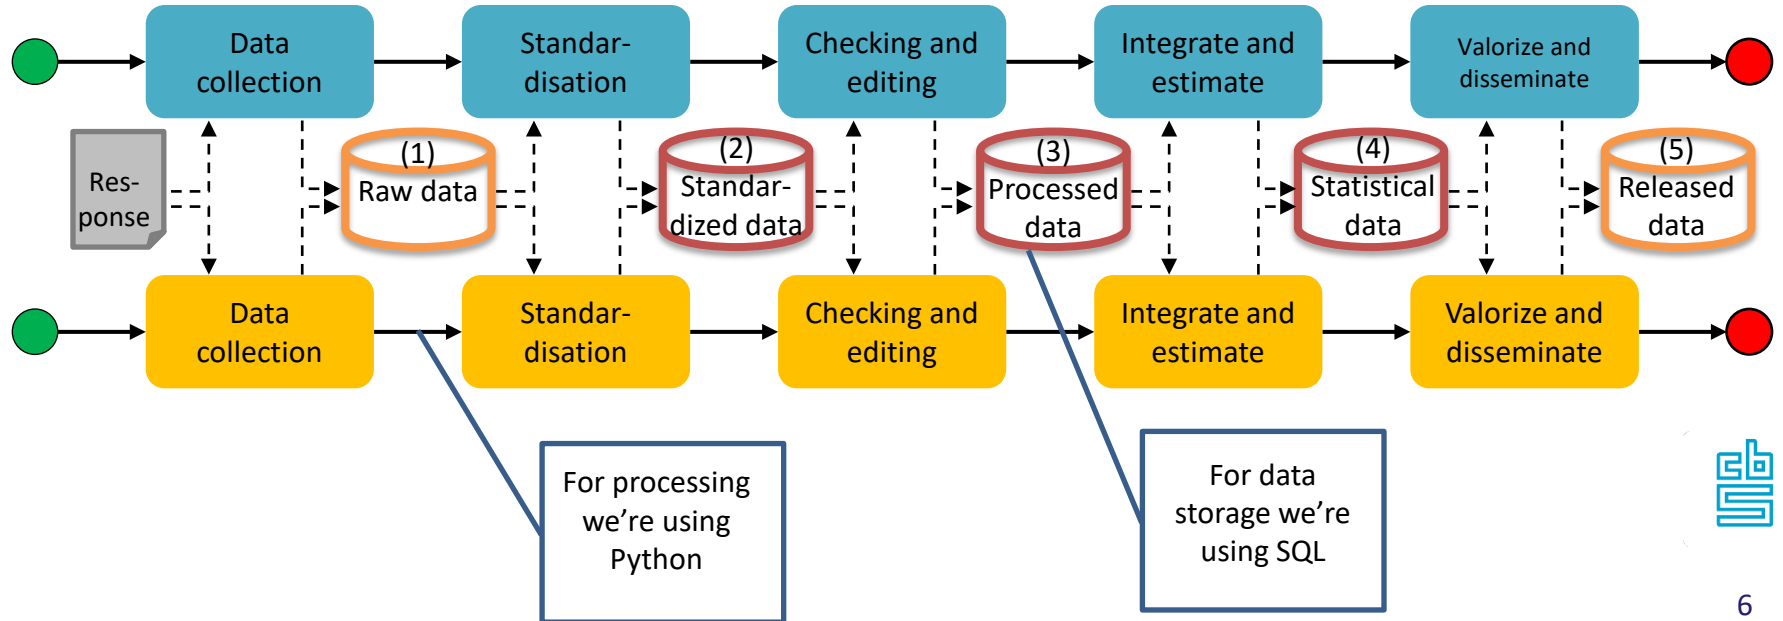 Data
collection
Standar-
disation
Checking and
editing
Integrate and
estimate
Valorize and
disseminate
Res-
ponse
(1)
Raw data
(2)
Standar-
dized data
(3)
Processed
data
(4)
Statistical
data
(5)
Released
data
Data
collection
Standar-
disation
Checking and
editing
Integrate and
estimate
Valorize and
disseminate
For processing
we’re using
Python
For data
storage we’re
using SQL
cbs
6